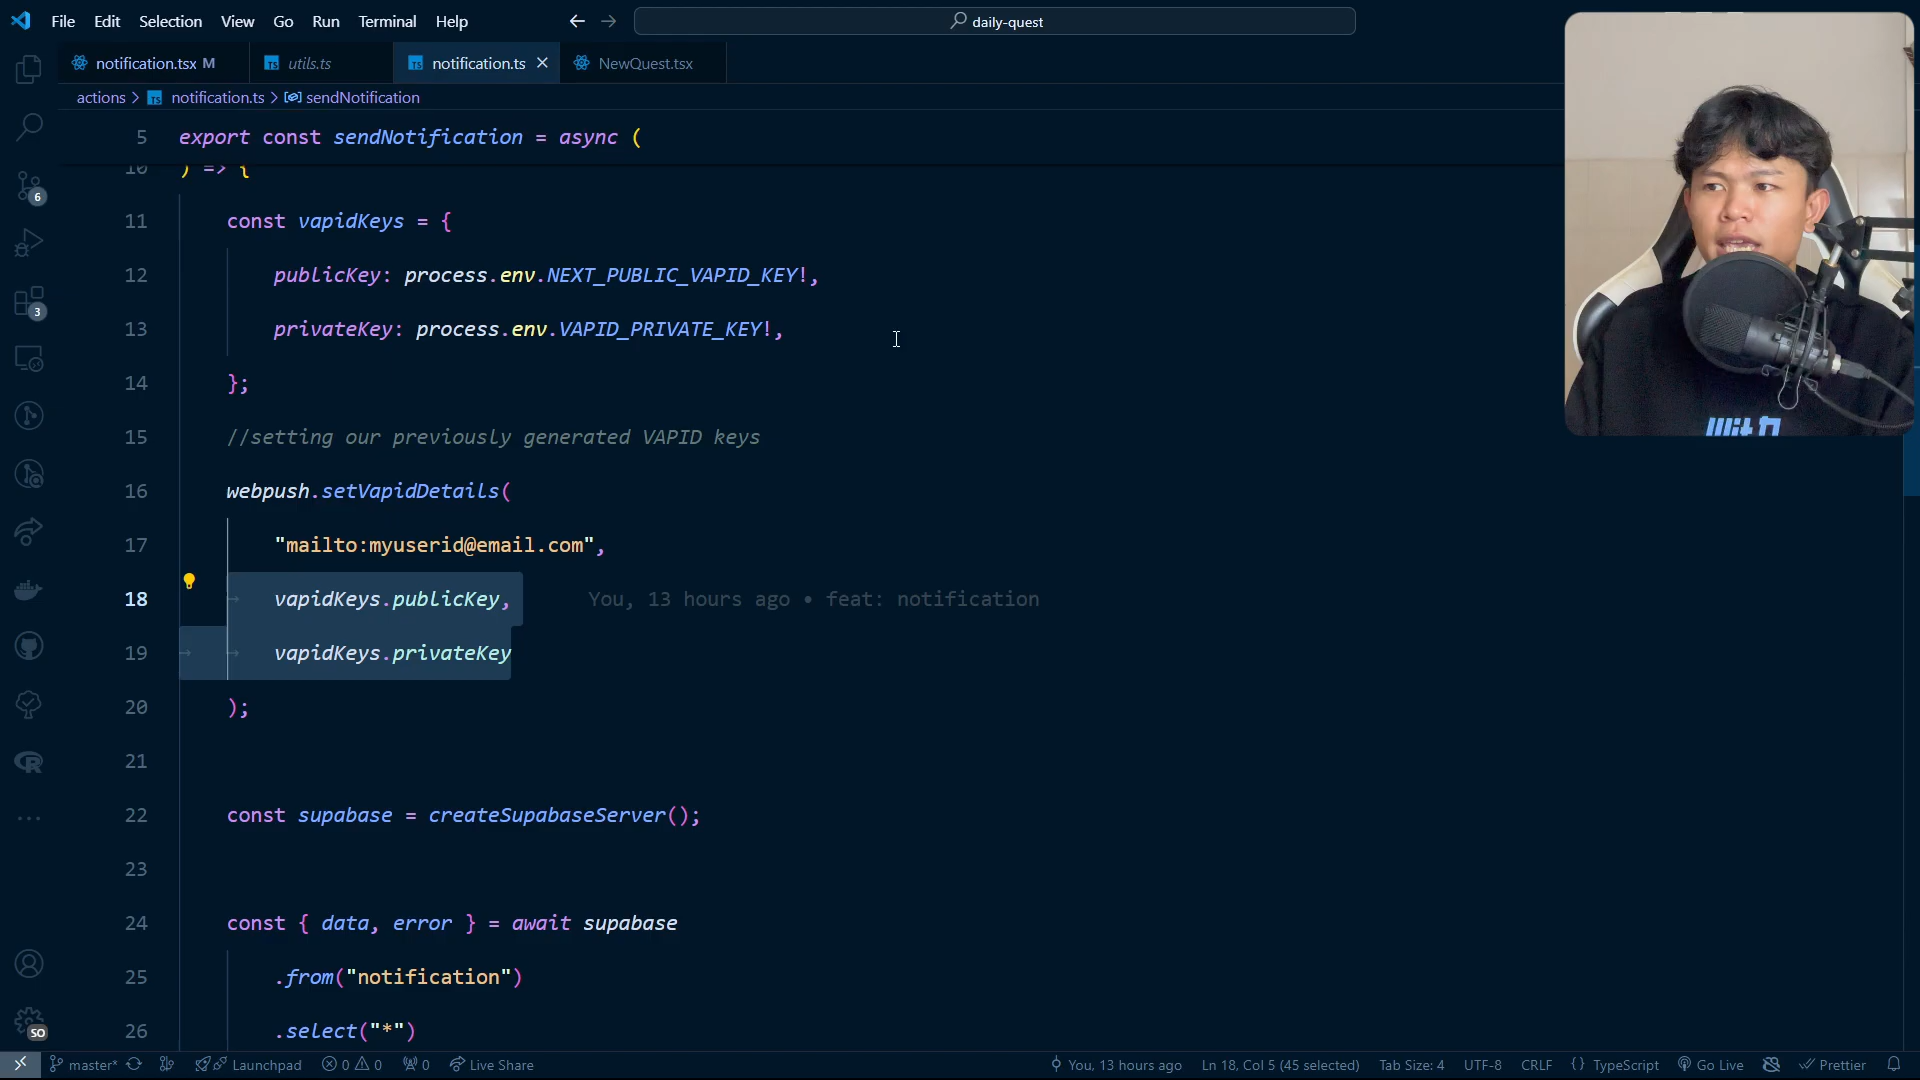 File Edit Selection View Go Run Terminal Help
daily-quest
notification.tsx M
utils.ts
notification.ts
NewQuest.tsx
actions > notification.ts > sendNotification
5 export const sendNotification = async (
10 ) => {
11 const vapidKeys = {
12 publicKey: process.env.NEXT_PUBLIC_VAPID_KEY!,
13 privateKey: process.env.VAPID_PRIVATE_KEY!,
14 };
15 //setting our previously generated VAPID keys
16 webpush.setVapidDetails(
17 "mailto:myuserid@email.com",
18 vapidKeys.publicKey, You, 13 hours ago • feat: notification
19 vapidKeys.privateKey
20 );
21
22 const supabase = createSupabaseServer();
23
24 const { data, error } = await supabase
25 .from("notification")
26 .select("*")
6
3
SO
master* Launchpad 0 0 0 Live Share You, 13 hours ago Ln 18, Col 5 (45 selected) Tab Size: 4 UTF-8 CRLF {} TypeScript Go Live Prettier